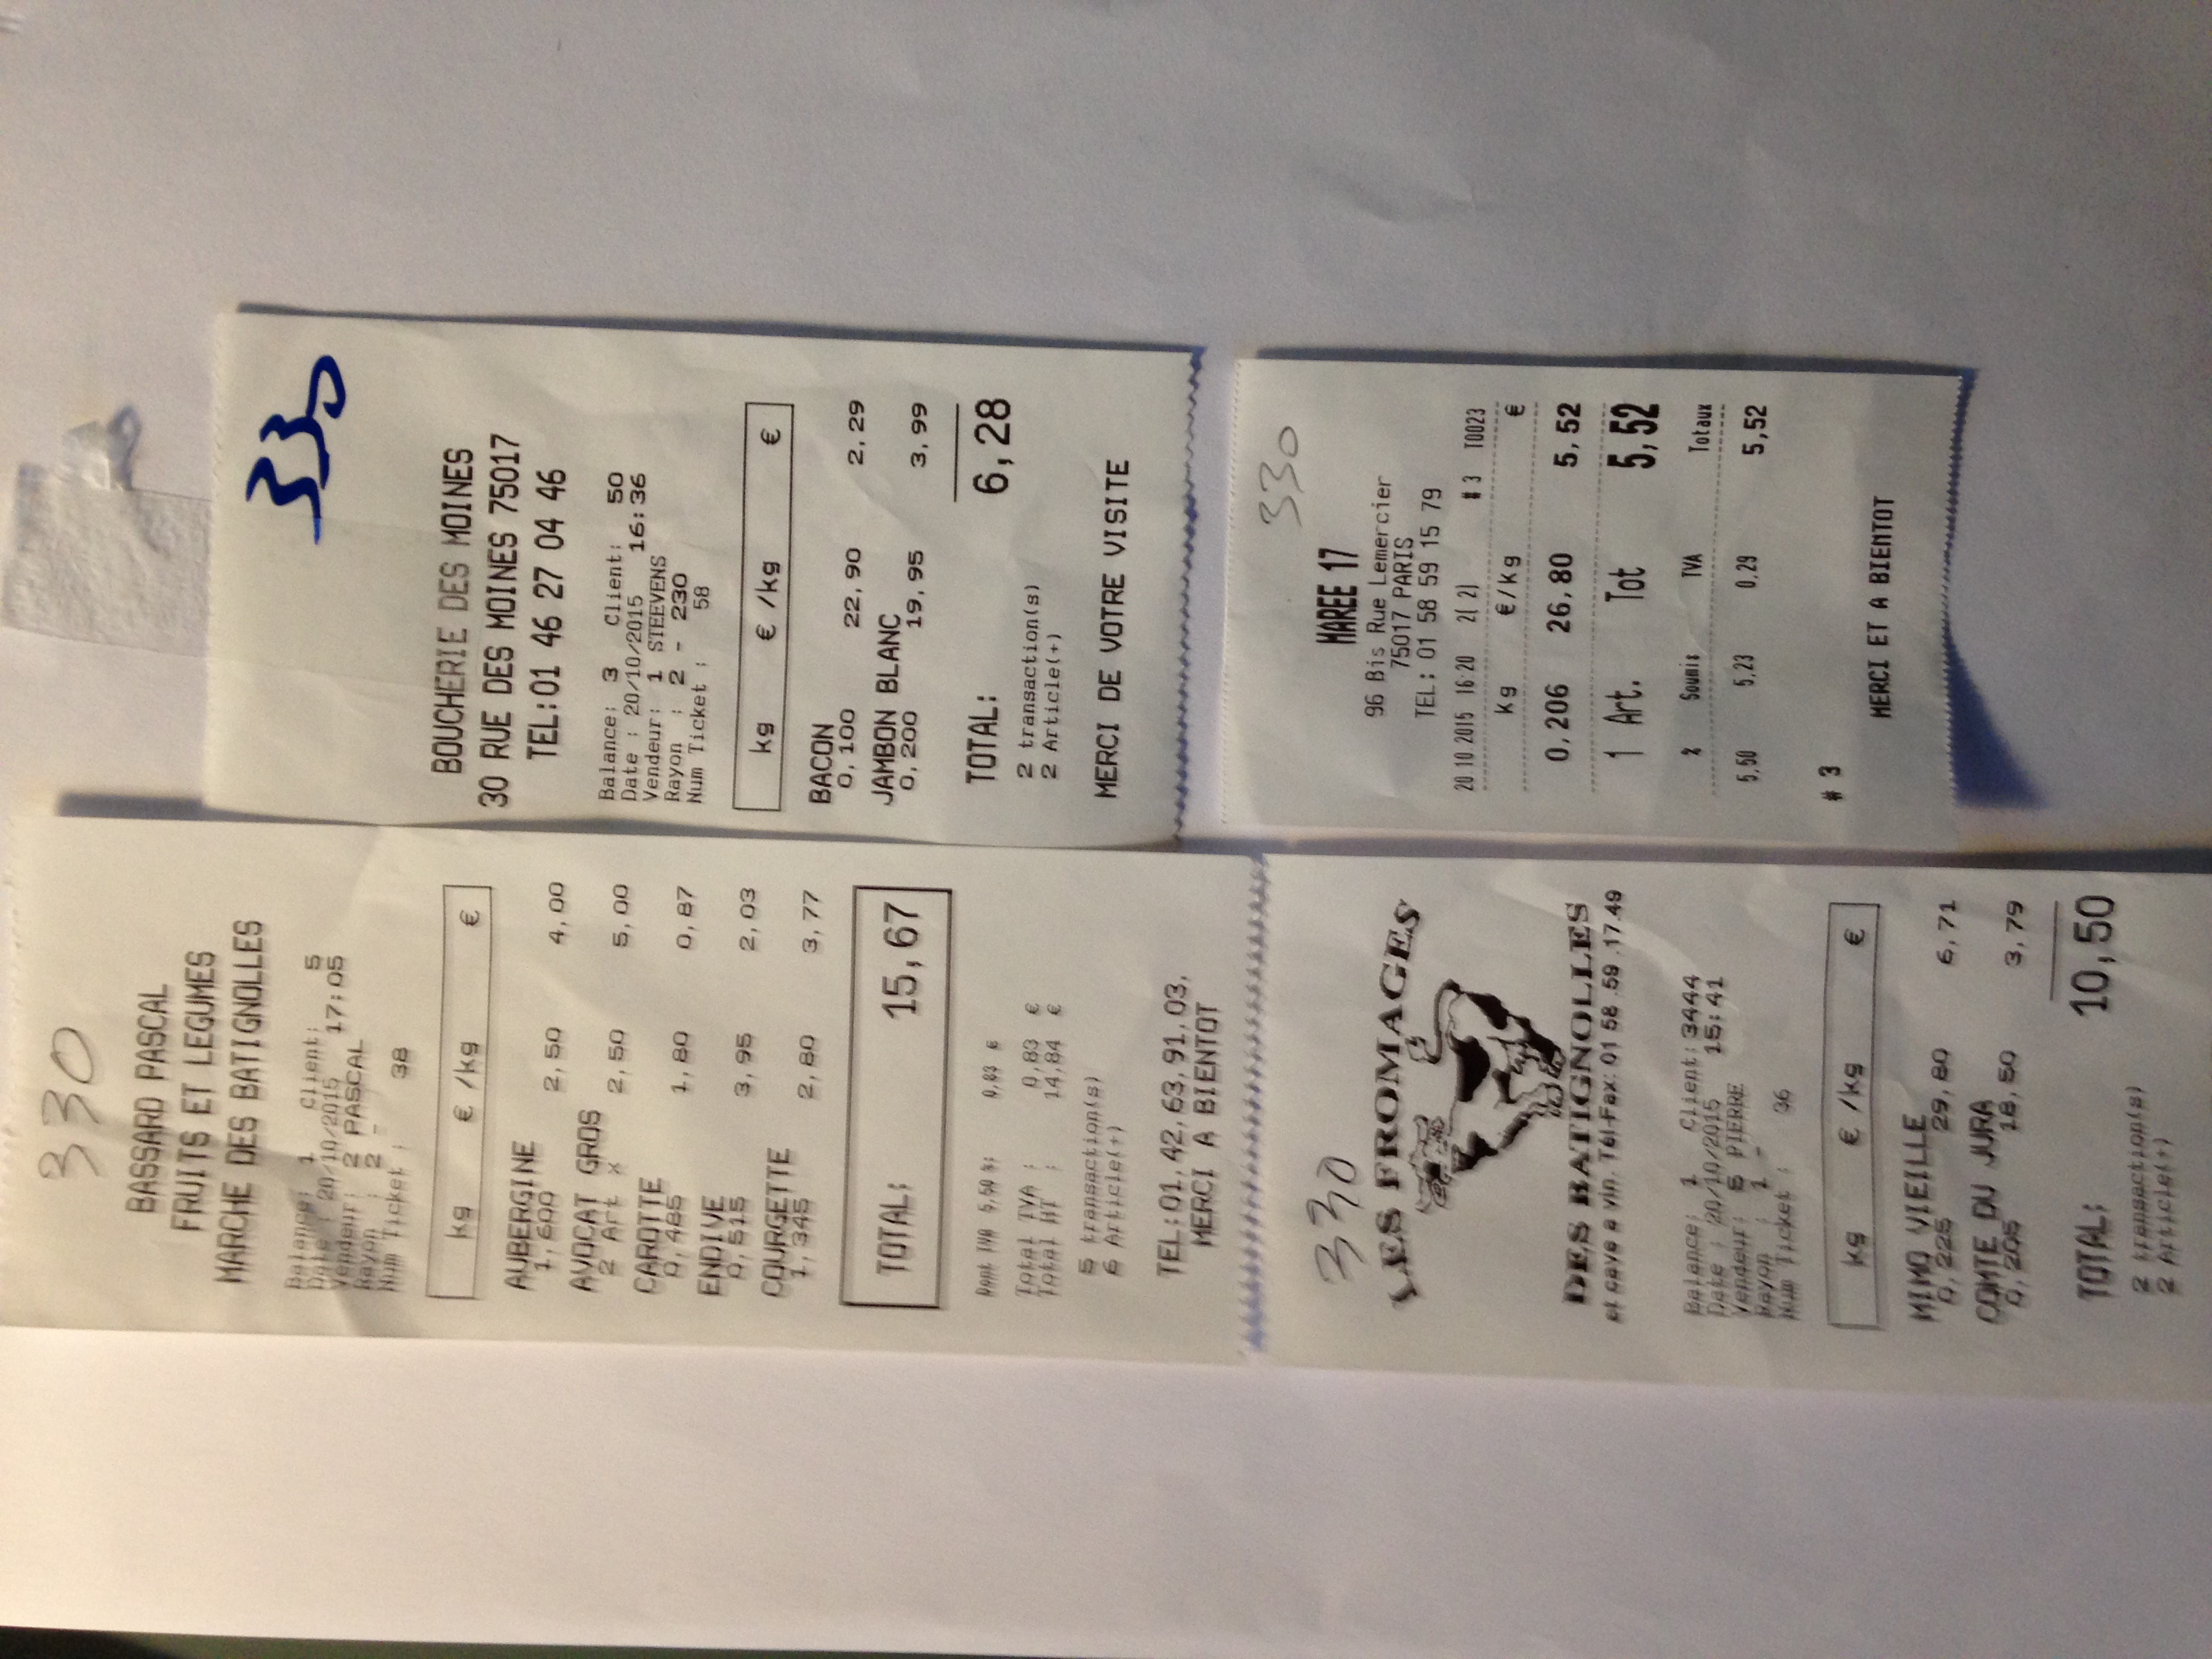 330
BASSARD PASCAL
FRUITS ET LEGUMES
MARCHE DES BATIGNOLLES
Balance: 1 Client: 5
Date : 20/10/2015 17:05
Vendeur: 2 PASCAL
Rayon : 2 -
Num Ticket : 38
kg € /kg €
AUBERGINE
1,600 2,50 4,00
AVOCAT GROS
2 Art x 2,50 5,00
CAROTTE
0,485 1,80 0,87
ENDIVE
0,515 3,95 2,03
COURGETTE
1,345 2,80 3,77
TOTAL: 15,67
Dont TVA 5,50 %: 0,83 €
Total TVA : 0,83 €
Total HT : 14,84 €
5 transaction(s)
6 Article(+)
TEL:01.42.63.91.03.
MERCI A BIENTOT
330
BOUCHERIE DES MOINES
30 RUE DES MOINES 75017
TEL:01 46 27 04 46
Balance: 3 Client: 50
Date : 20/10/2015 16:36
Vendeur: 1 STEEVENS
Rayon : 2 - 230
Num Ticket : 58
kg € /kg €
BACON
0,100 22,90 2,29
JAMBON BLANC
0,200 19,95 3,99
TOTAL: 6,28
2 transaction(s)
2 Article(+)
MERCI DE VOTRE VISITE
330
LES FROMAGES
DES BATIGNOLLES
et cave a vin. Tél-Fax: 01 58 .59 .17.49
Balance: 1 Client:3444
Date : 20/10/2015 15:41
Vendeur: 5 PIERRE
Rayon : 1 -
Num Ticket : 36
kg € /kg €
MIMO VIEILLE
0,225 29,80 6,71
COMTE DU JURA
0,205 18,50 3,79
TOTAL: 10,50
2 transaction(s)
2 Article(+)
330
MAREE 17
96 Bis Rue Lemercier
75017 PARIS
TEL: 01 58 59 15 79
20.10.2015 16:20 2( 2) # 3 T0023
kg €/kg €
0,206 26,80 5,52
1 Art. Tot 5,52
% Soumis TVA Totaux
5,50 5,23 0,29 5,52
# 3
MERCI ET A BIENTOT